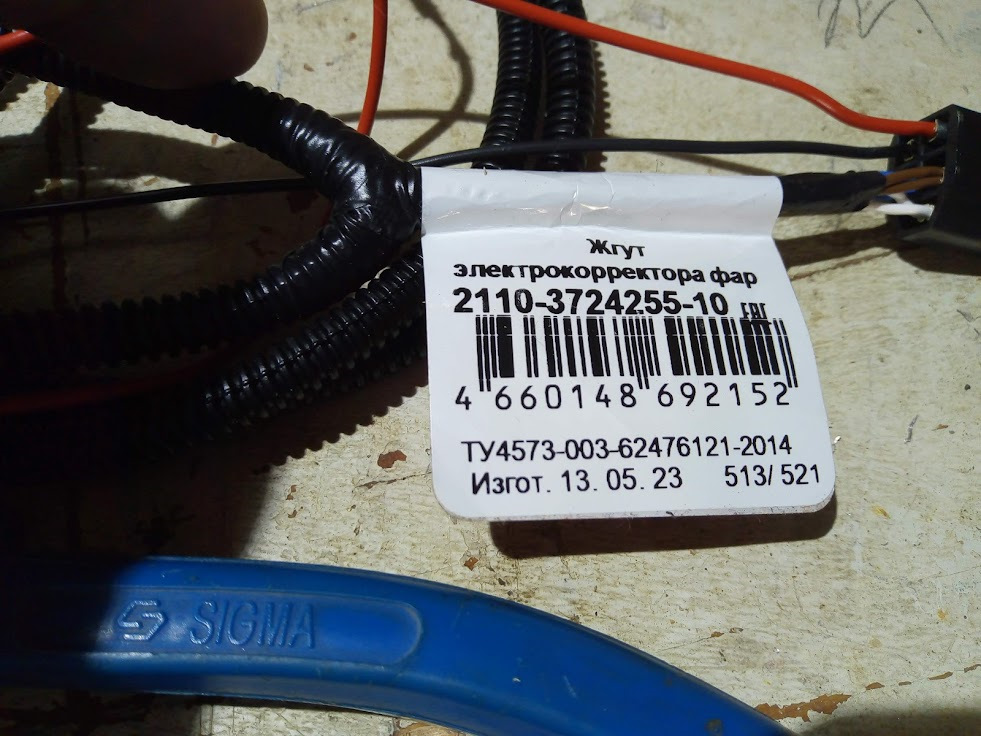 Жгут
электрокорректора фар
2110-3724255-10 EAC
4 660148 692152
ТУ4573-003-62476121-2014
Изгот. 13. 05. 23 513/ 521
SIGMA